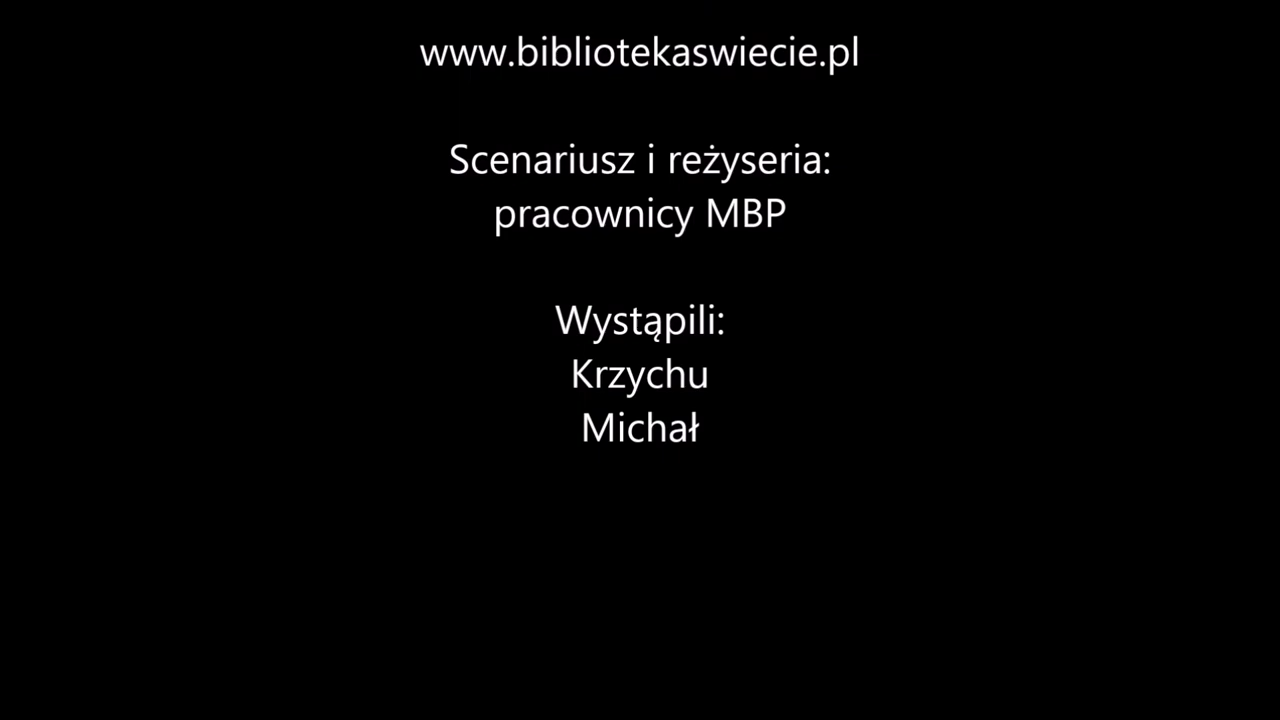 www.bibliotekaswiecie.pl
Scenariusz i reżyseria:
pracownicy MBP
Wystąpili:
Krzychu
Michał